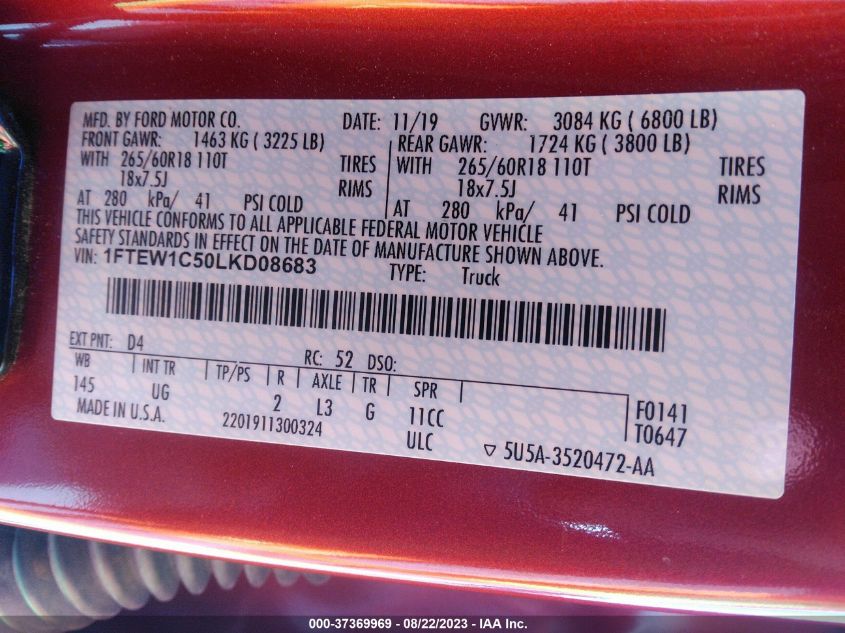 MFD. BY FORD MOTOR CO. DATE: 11/19 GVWR: 3084 KG ( 6800 LB)
FRONT GAWR: 1463 KG ( 3225 LB) REAR GAWR: 1724 KG ( 3800 LB)
WITH 265/60R18 110T TIRES WITH 265/60R18 110T TIRES
18x7.5J RIMS 18x7.5J RIMS
AT 280 kPa/ 41 PSI COLD AT 280 kPa/ 41 PSI COLD
THIS VEHICLE CONFORMS TO ALL APPLICABLE FEDERAL MOTOR VEHICLE
SAFETY STANDARDS IN EFFECT ON THE DATE OF MANUFACTURE SHOWN ABOVE.
VIN: 1FTEW1C50LKD08683 TYPE: Truck
EXT PNT: D4 RC: 52 DSO:
WB INT TR TP/PS R AXLE TR SPR
145 UG 2 L3 G 11CC F0141
MADE IN U.S.A. 2201911300324 ULC T0647
5U5A-3520472-AA
000-37369969 - 08/22/2023 - IAA Inc.